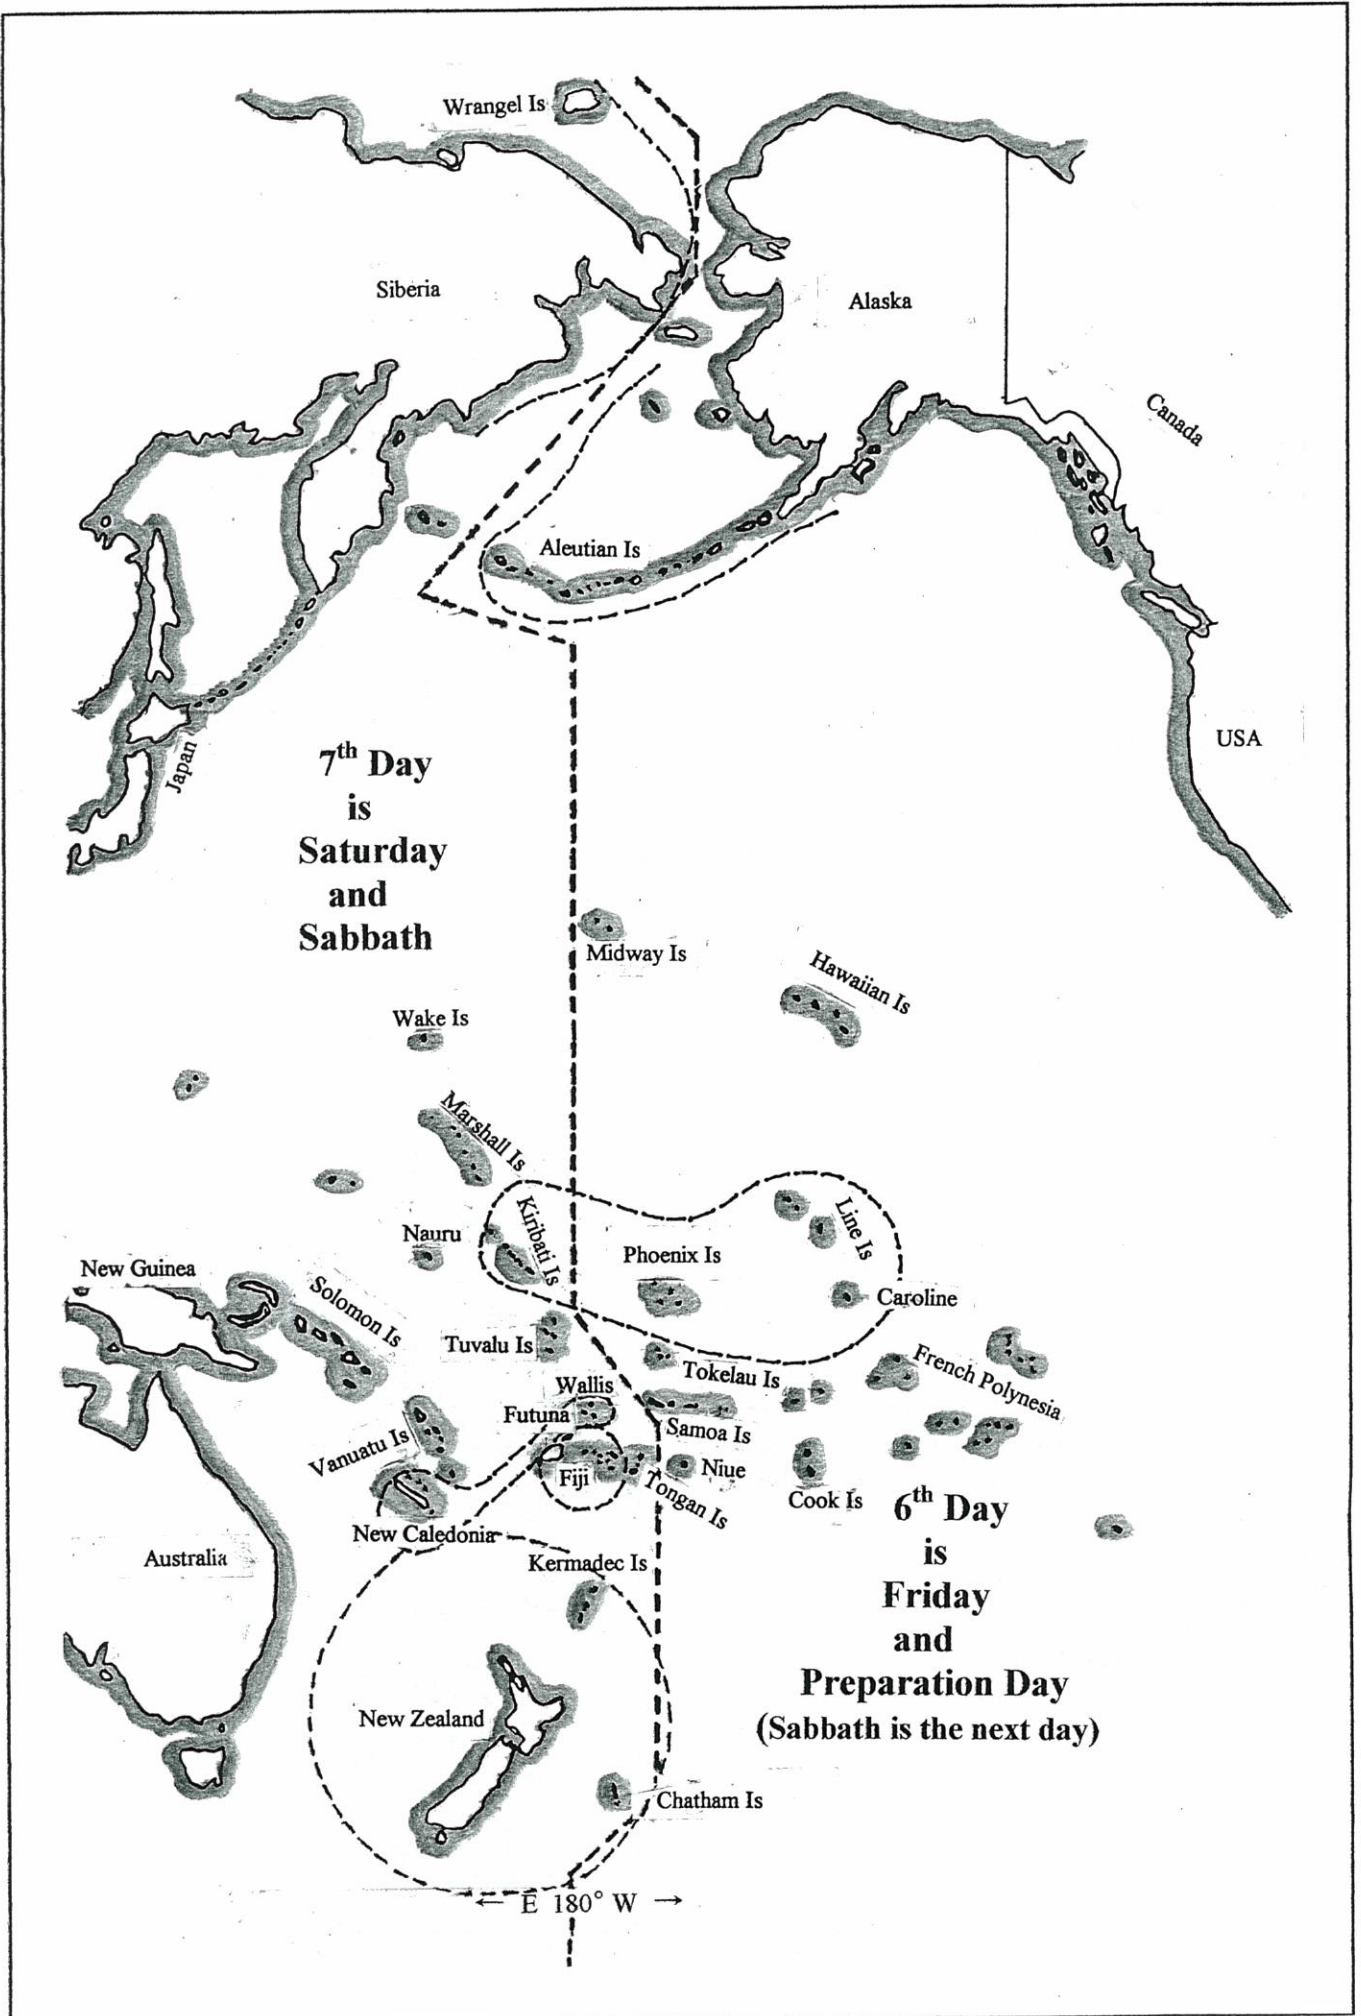 Wrangel Is
Siberia
Alaska
Canada
Aleutian Is
USA
Japan
7th Day
is
Saturday
and
Sabbath
Midway Is
Hawaiian Is
Wake Is
Marshall Is
Kiribati Is
Line Is
Nauru
Phoenix Is
New Guinea
Solomon Is
Caroline
Tuvalu Is
Tokelau Is
French Polynesia
Wallis
Futuna
Samoa Is
Vanuatu Is
Fiji
Niue
Tongan Is
Cook Is
6th Day
is
Friday
and
Preparation Day
(Sabbath is the next day)
New Caledonia
Australia
Kermadec Is
New Zealand
Chatham Is
← E 180° W →